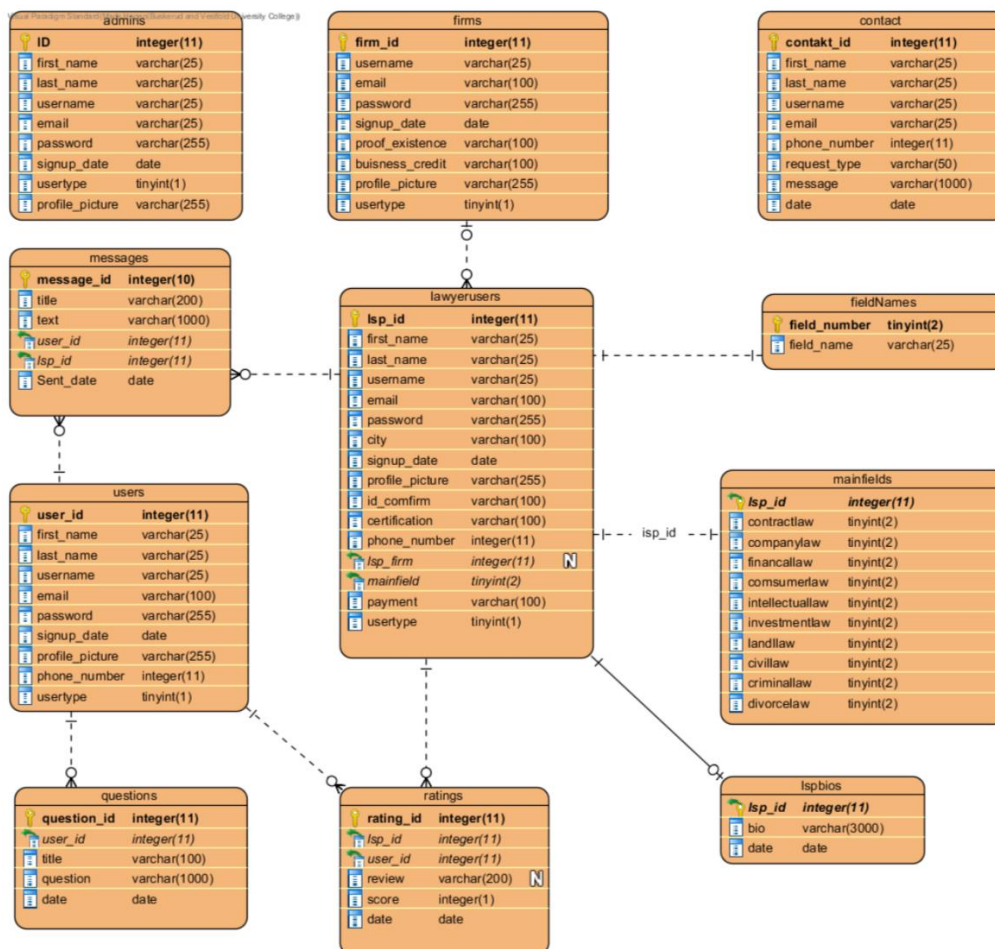 Visual Paradigm Standard(
Buskerud and Vestfold University College))
admins
ID integer(11)
first_name varchar(25)
last_name varchar(25)
username varchar(25)
email varchar(25)
password varchar(255)
signup_date date
usertype tinyint(1)
profile_picture varchar(255)
firms
firm_id integer(11)
username varchar(25)
email varchar(100)
password varchar(255)
signup_date date
proof_existence varchar(100)
buisness_credit varchar(100)
profile_picture varchar(255)
usertype tinyint(1)
contact
contakt_id integer(11)
first_name varchar(25)
last_name varchar(25)
username varchar(25)
email varchar(25)
phone_number integer(11)
request_type varchar(50)
message varchar(1000)
date date
messages
message_id integer(10)
title varchar(200)
text varchar(1000)
user_id integer(11)
lsp_id integer(11)
Sent_date date
lawyerusers
lsp_id integer(11)
first_name varchar(25)
last_name varchar(25)
username varchar(25)
email varchar(100)
password varchar(255)
city varchar(100)
signup_date date
profile_picture varchar(255)
id_comfirm varchar(100)
certification varchar(100)
phone_number integer(11)
lsp_firm integer(11) N
mainfield tinyint(2)
payment varchar(100)
usertype tinyint(1)
fieldNames
field_number tinyint(2)
field_name varchar(25)
users
user_id integer(11)
first_name varchar(25)
last_name varchar(25)
username varchar(25)
email varchar(100)
password varchar(255)
signup_date date
profile_picture varchar(255)
phone_number integer(11)
usertype tinyint(1)
lsp_id
mainfields
lsp_id integer(11)
contractlaw tinyint(2)
companylaw tinyint(2)
financallaw tinyint(2)
comsumerlaw tinyint(2)
intellectuallaw tinyint(2)
investmentlaw tinyint(2)
landllaw tinyint(2)
civillaw tinyint(2)
criminallaw tinyint(2)
divorcelaw tinyint(2)
questions
question_id integer(11)
user_id integer(11)
title varchar(100)
question varchar(1000)
date date
ratings
rating_id integer(11)
lsp_id integer(11)
user_id integer(11)
review varchar(200) N
score integer(1)
date date
lspbios
lsp_id integer(11)
bio varchar(3000)
date date